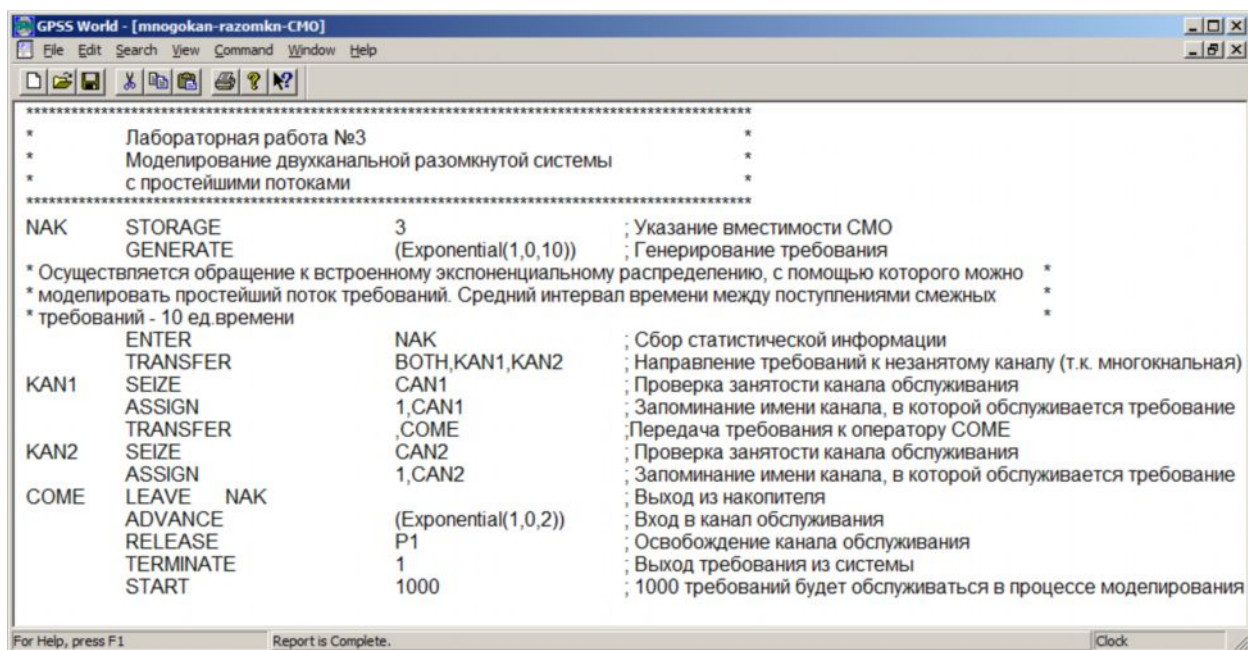 GPSS World - [mnogokan-razomkn-CMO]
File Edit Search View Command Window Help
****************************************************************************************************
* Лабораторная работа №3 *
* Моделирование двухканальной разомкнутой системы *
* с простейшими потоками *
****************************************************************************************************
NAK STORAGE 3 ; Указание вместимости СМО
GENERATE (Exponential(1,0,10)) ; Генерирование требования
* Осуществляется обращение к встроенному экспоненциальному распределению, с помощью которого можно *
* моделировать простейший поток требований. Средний интервал времени между поступлениями смежных *
* требований - 10 ед.времени *
ENTER NAK ; Сбор статистической информации
TRANSFER BOTH,KAN1,KAN2 ; Направление требований к незанятому каналу (т.к. многокнальная)
KAN1 SEIZE CAN1 ; Проверка занятости канала обслуживания
ASSIGN 1,CAN1 ; Запоминание имени канала, в которой обслуживается требование
TRANSFER ,COME ;Передача требования к оператору COME
KAN2 SEIZE CAN2 ; Проверка занятости канала обслуживания
ASSIGN 1,CAN2 ; Запоминание имени канала, в которой обслуживается требование
COME LEAVE NAK ; Выход из накопителя
ADVANCE (Exponential(1,0,2)) ; Вход в канал обслуживания
RELEASE P1 ; Освобождение канала обслуживания
TERMINATE 1 ; Выход требования из системы
START 1000 ; 1000 требований будет обслуживаться в процессе моделирования
For Help, press F1 Report is Complete. Clock